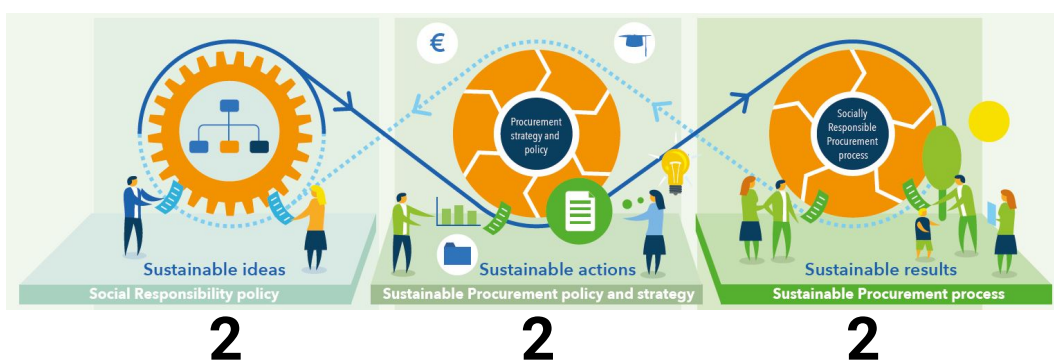 €
Procurement
strategy and
policy
Socially
Responsible
Procurement
process
Sustainable ideas
Sustainable actions
Sustainable results
Social Responsibility policy
Sustainable Procurement policy and strategy
Sustainable Procurement process
2
2
2